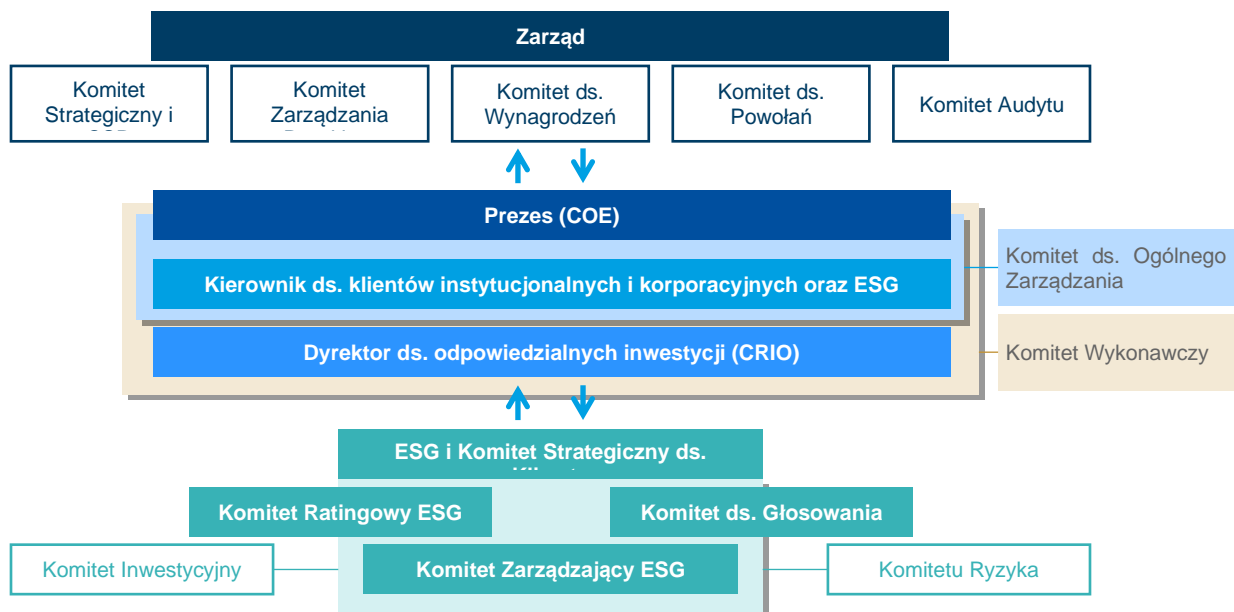 Zarząd
Komitet
Strategiczny i
Komitet
Zarządzania
Komitet ds.
Wynagrodzeń
Komitet ds.
Powołań
Komitet Audytu
Prezes (COE)
Kierownik ds. klientów instytucjonalnych i korporacyjnych oraz ESG
Dyrektor ds. odpowiedzialnych inwestycji (CRIO)
Komitet ds. Ogólnego
Zarządzania
Komitet Wykonawczy
ESG i Komitet Strategiczny ds.
Komitet Ratingowy ESG
Komitet ds. Głosowania
Komitet Inwestycyjny
Komitet Zarządzający ESG
Komitetu Ryzyka